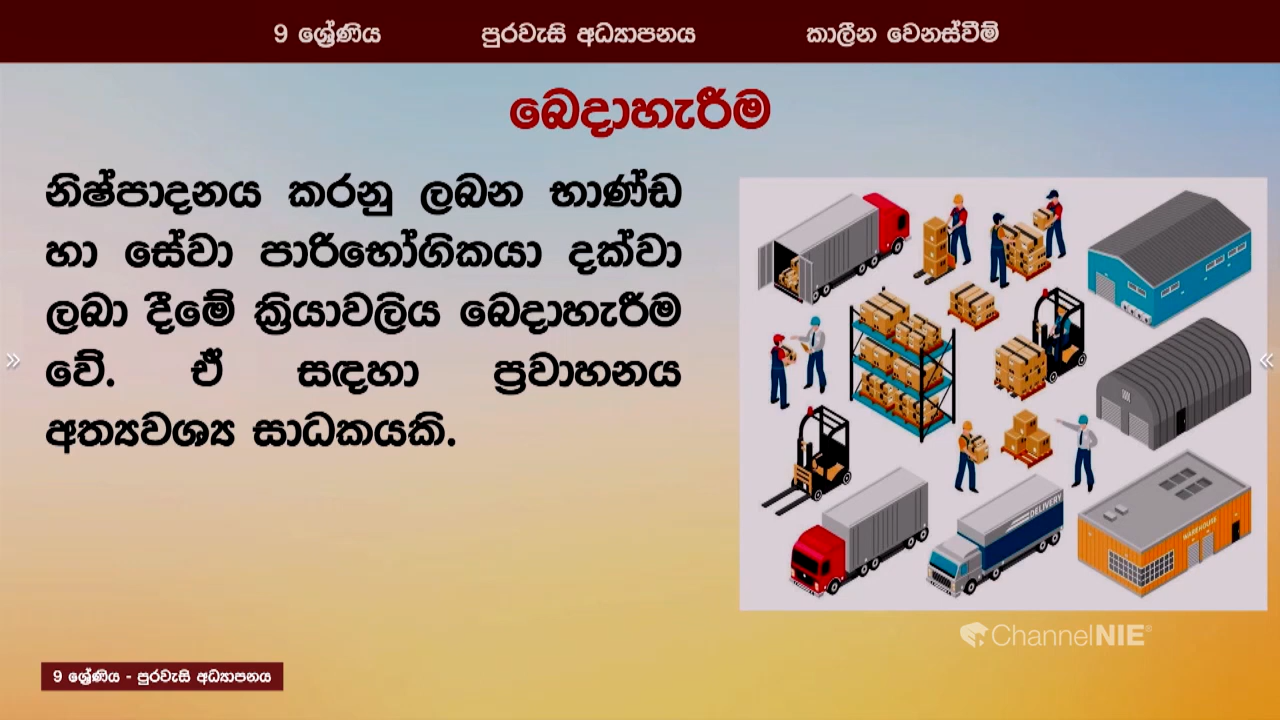 9 ශ්‍රේණිය පුරවැසි අධ්‍යාපනය කාලීන වෙනස්වීම්
බෙදාහැරීම
නිෂ්පාදනය කරනු ලබන භාණ්ඩ
හා සේවා පාරිභෝගිකයා දක්වා
ලබා දීමේ ක්‍රියාවලිය බෙදාහැරීම
වේ. ඒ සඳහා ප්‍රවාහනය
අත්‍යවශ්‍ය සාධකයකි.
DELIVERY
WAREHOUSE
ChannelNIE®
9 ශ්‍රේණිය - පුරවැසි අධ්‍යාපනය